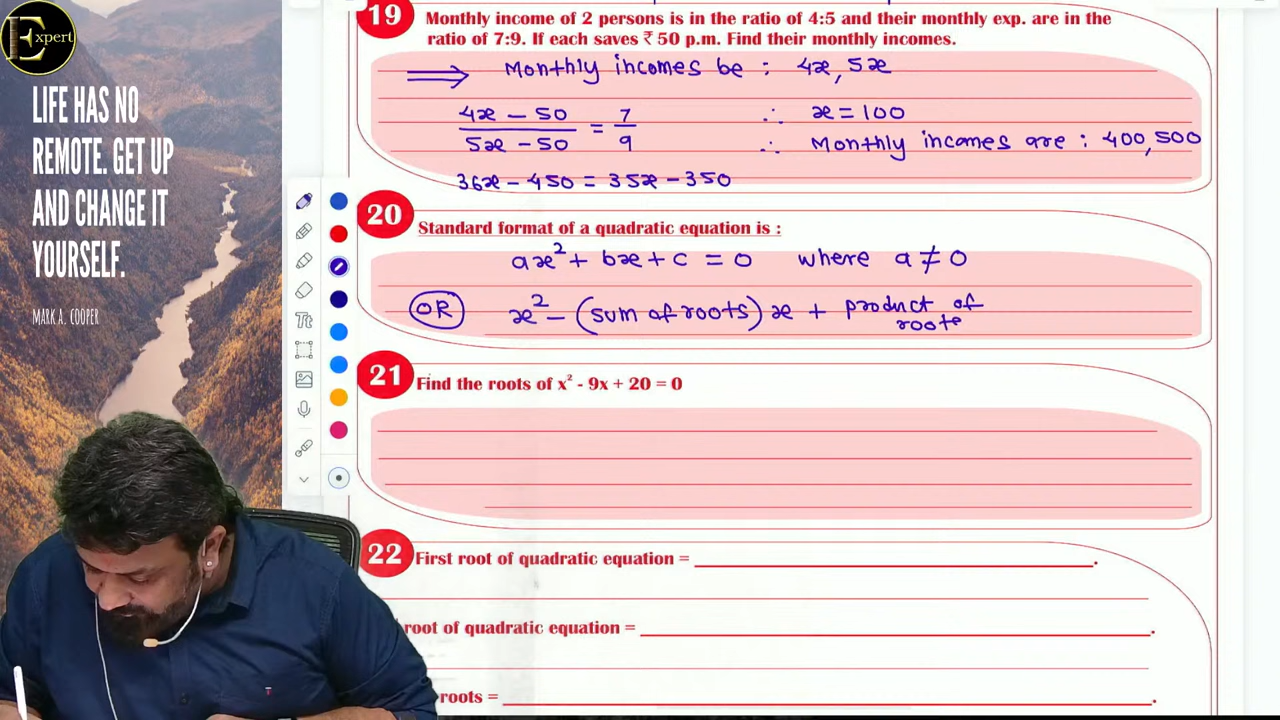 Expert
LIFE HAS NO
REMOTE. GET UP
AND CHANGE IT
YOURSELF.
MARK A. COOPER
19
Monthly income of 2 persons is in the ratio of 4:5 and their monthly exp. are in the
ratio of 7:9. If each saves ₹ 50 p.m. Find their monthly incomes.
⟹ Monthly incomes be : 4x, 5x
4x − 50 / 5x − 50 = 7 / 9 ∴ x = 100
∴ Monthly incomes are : 400, 500
36x − 450 = 35x − 350
20
Standard format of a quadratic equation is :
ax² + bx + c = 0 where a ≠ 0
OR x² − (sum of roots) x + product of
roots
21
Find the roots of x² - 9x + 20 = 0
22
First root of quadratic equation = ____.
root of quadratic equation = ____.
roots = ____.
Tt